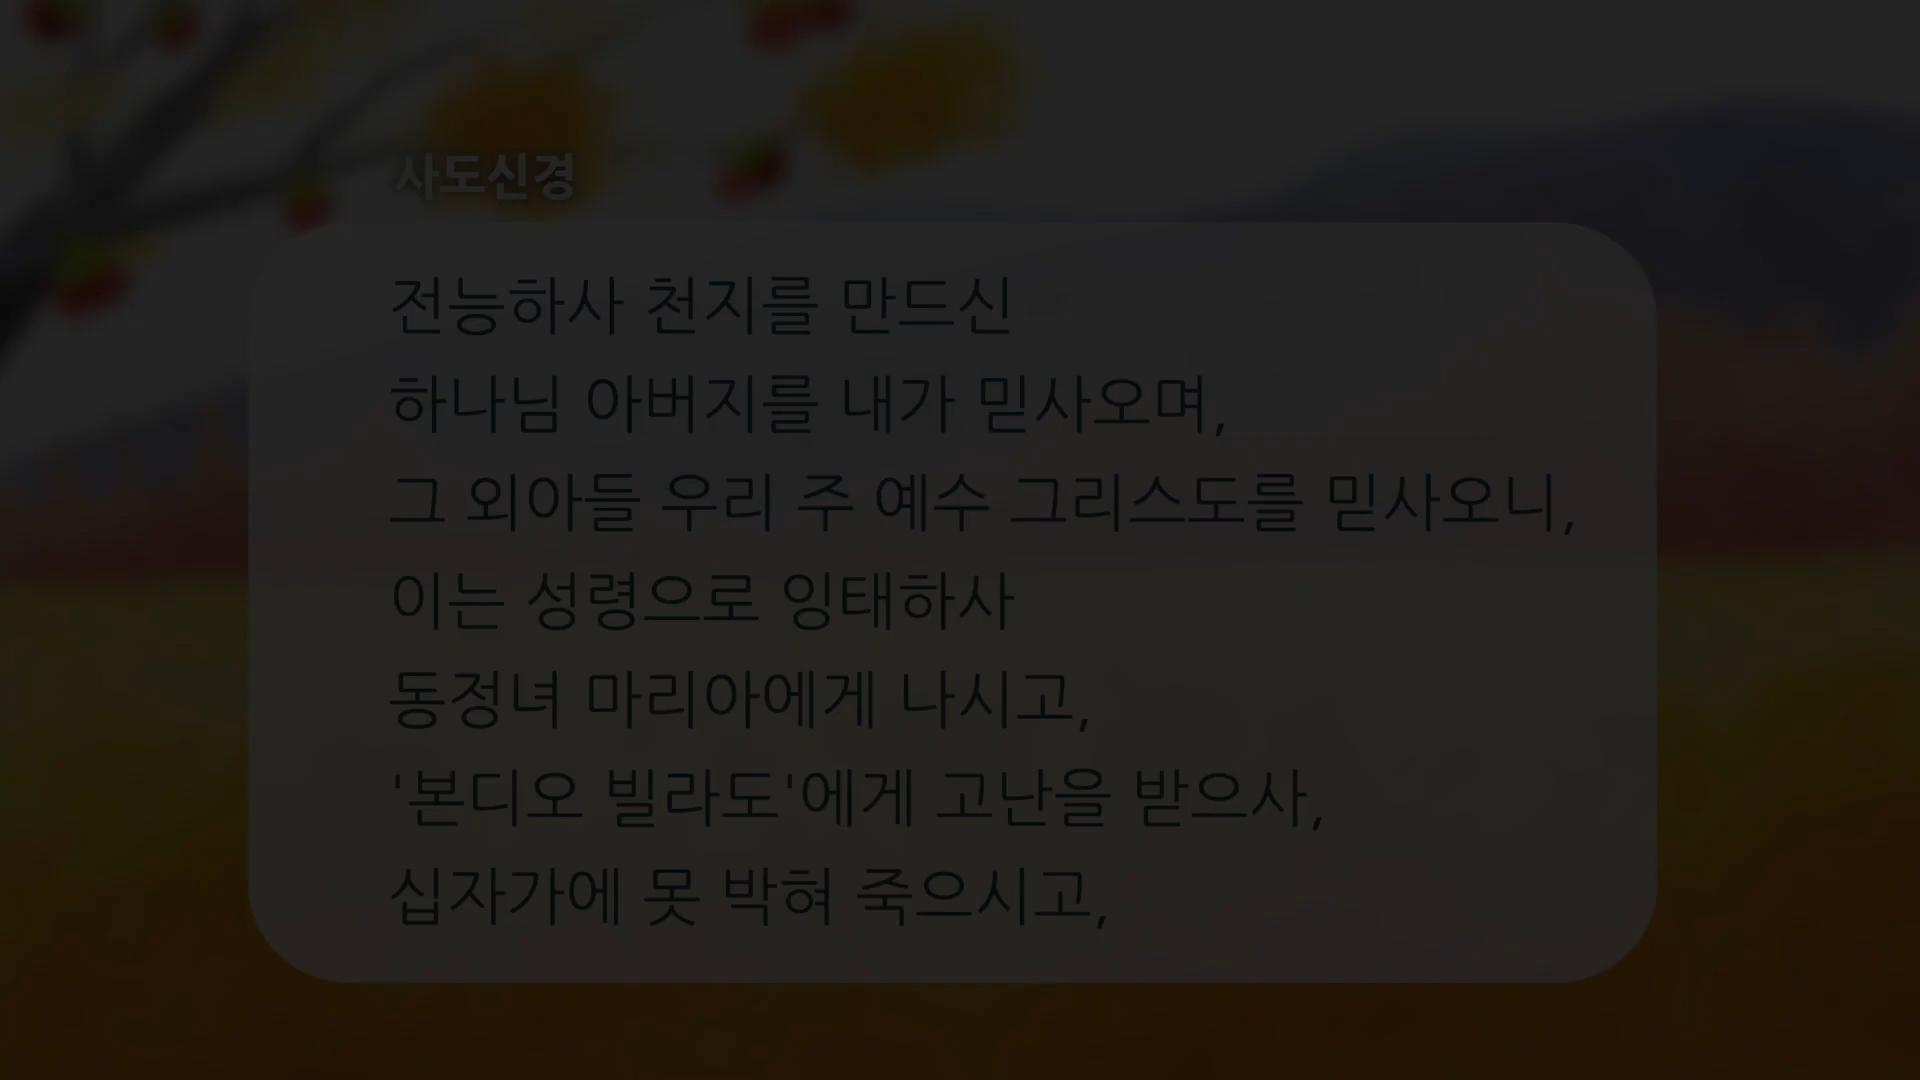 사도신경
전능하사 천지를 만드신
하나님 아버지를 내가 믿사오며,
그 외아들 우리 주 예수 그리스도를 믿사오니,
이는 성령으로 잉태하사
동정녀 마리아에게 나시고,
'본디오 빌라도'에게 고난을 받으사,
십자가에 못 박혀 죽으시고,